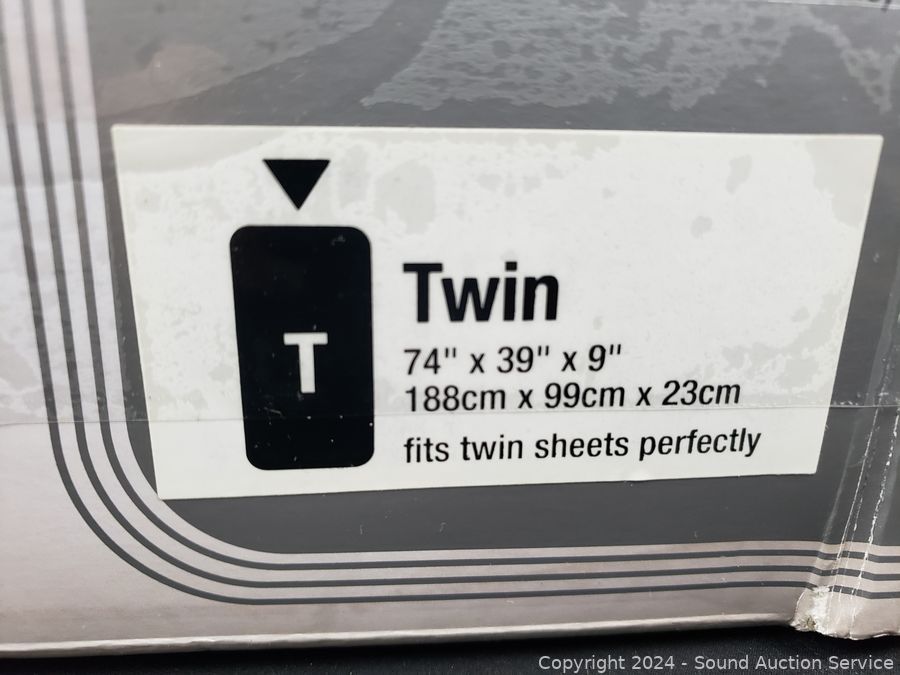 T
Twin
74" x 39" x 9"
188cm x 99cm x 23cm
fits twin sheets perfectly
Copyright 2024 - Sound Auction Service